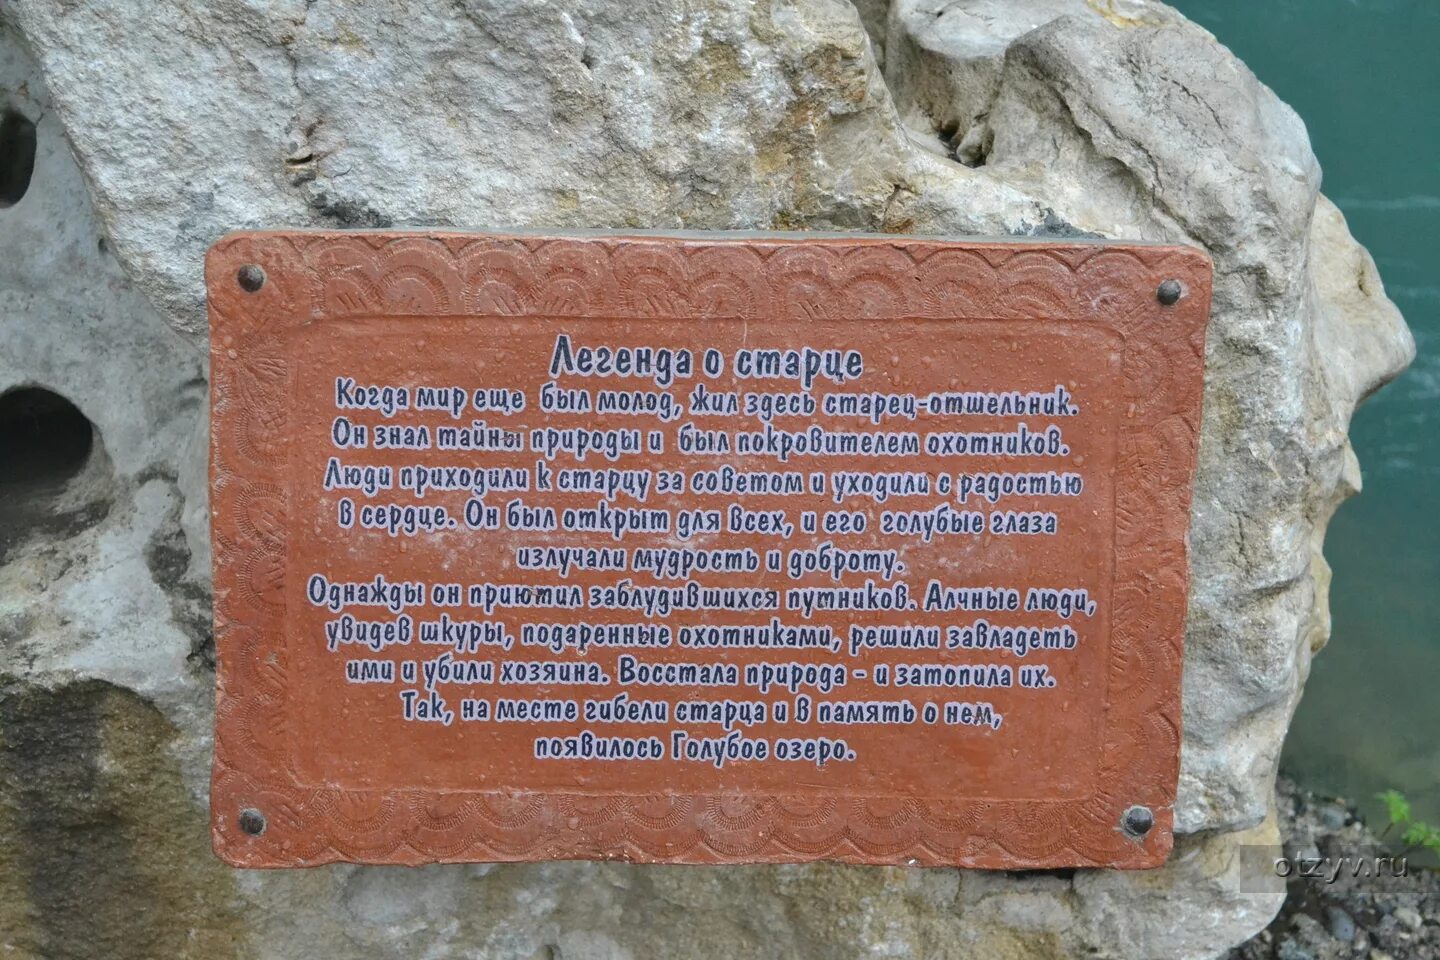 Легенда о старце
Когда мир еще был молод, жил здесь старец-отшельник.
Он знал тайны природы и был покровителем охотников.
Люди приходили к старцу за советом и уходили с радостью
в сердце. Он был открыт для всех, и его голубые глаза
излучали мудрость и доброту.
Однажды он приютил заблудившихся путников. Алчные люди,
увидев шкуры, подаренные охотниками, решили завладеть
ими и убили хозяина. Восстала природа - и затопила их.
Так, на месте гибели старца и в память о нем,
появилось Голубое озеро.
otzyv.ru